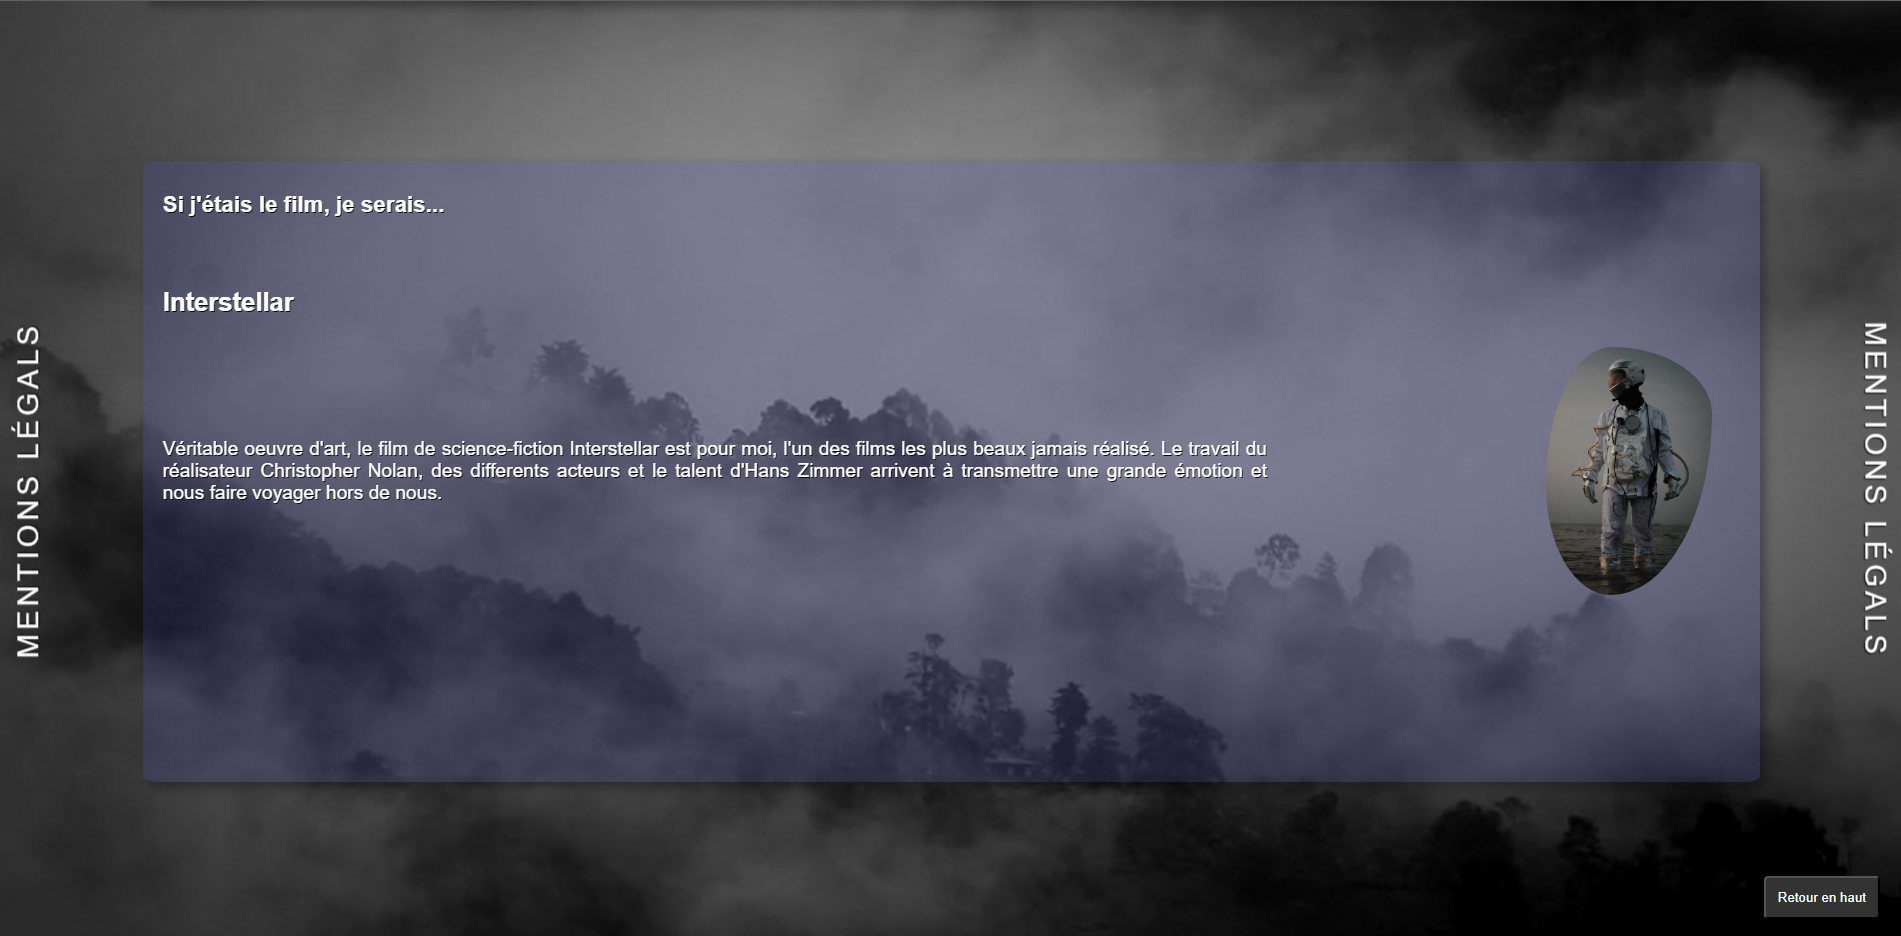 Si j'étais le film, je serais...
Interstellar
MENTIONS LÉGALS
MENTIONS LÉGALS
Véritable oeuvre d'art, le film de science-fiction Interstellar est pour moi, l'un des films les plus beaux jamais réalisé. Le travail du
réalisateur Christopher Nolan, des differents acteurs et le talent d'Hans Zimmer arrivent à transmettre une grande émotion et
nous faire voyager hors de nous.
Retour en haut